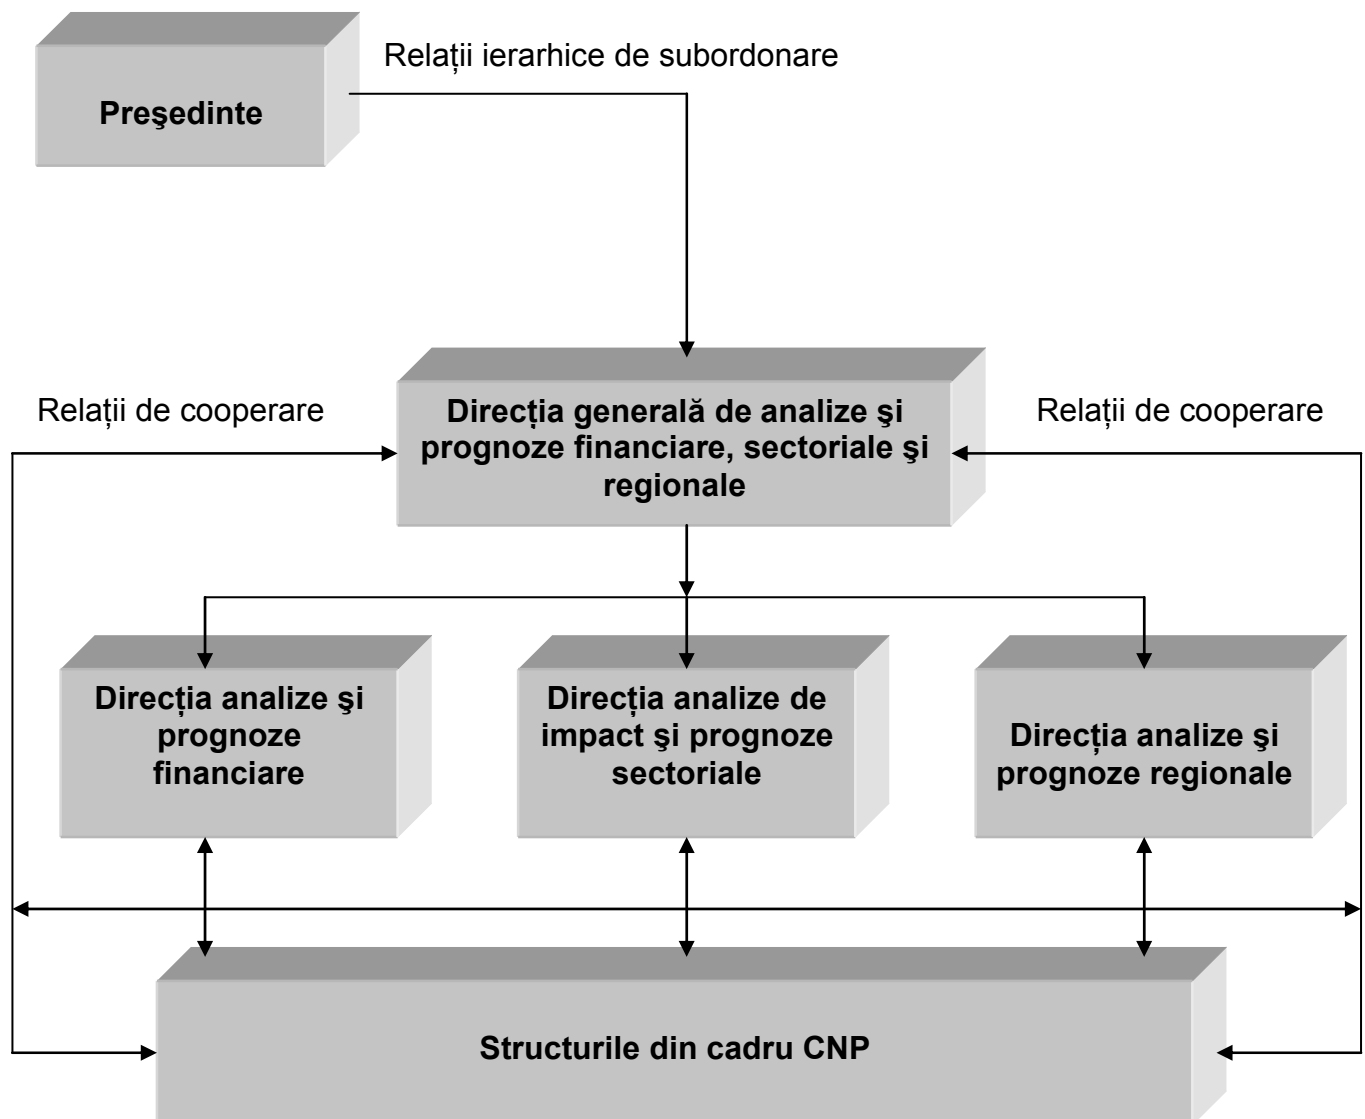 Relații ierarhice de subordonare
Preşedinte
Relații de cooperare
Direcția generală de analize şi
prognoze financiare, sectoriale şi
regionale
Relații de cooperare
Direcția analize şi
prognoze
financiare
Direcția analize de
impact şi prognoze
sectoriale
Direcția analize şi
prognoze regionale
Structurile din cadru CNP